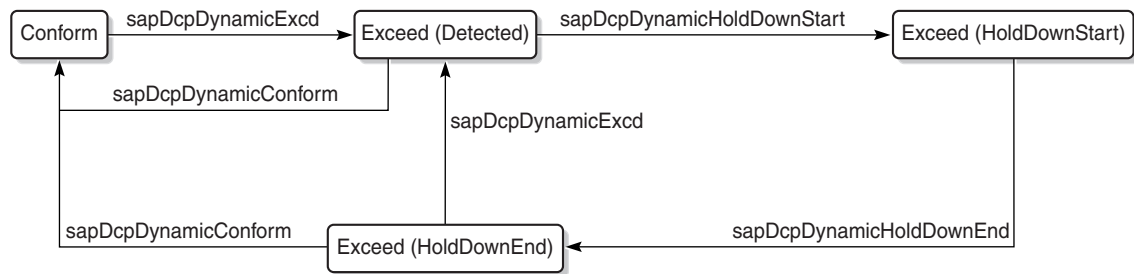 Conform
sapDcpDynamicExcd
Exceed (Detected)
sapDcpDynamicHoldDownStart
Exceed (HoldDownStart)
sapDcpDynamicConform
sapDcpDynamicExcd
sapDcpDynamicConform
Exceed (HoldDownEnd)
sapDcpDynamicHoldDownEnd